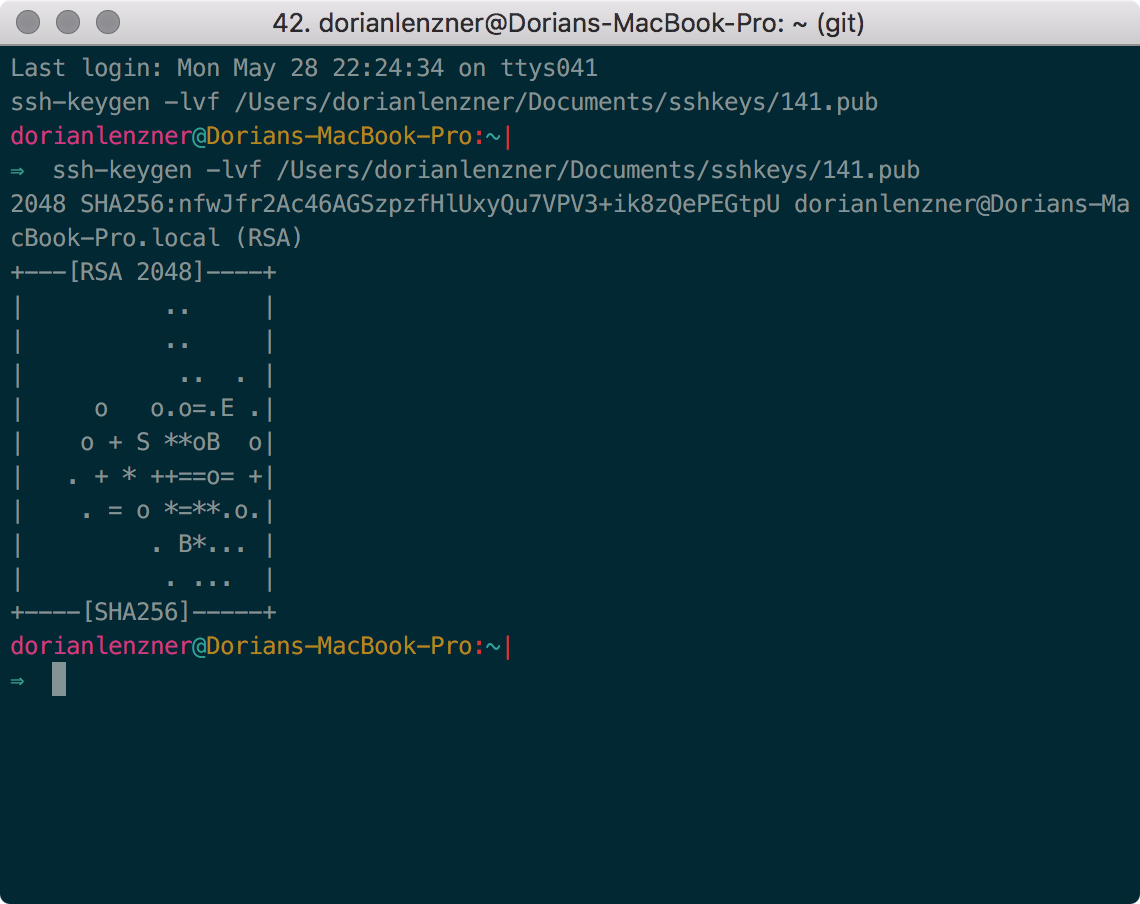 42. dorianlenzner@Dorians-MacBook-Pro: ~ (git)
Last login: Mon May 28 22:24:34 on ttys041
ssh-keygen -lvf /Users/dorianlenzner/Documents/sshkeys/141.pub
dorianlenzner@Dorians-MacBook-Pro:~|
⇒  ssh-keygen -lvf /Users/dorianlenzner/Documents/sshkeys/141.pub
2048 SHA256:nfwJfr2Ac46AGSzpzfHlUxyQu7VPV3+ik8zQePEGtpU dorianlenzner@Dorians-Ma
cBook-Pro.local (RSA)
+---[RSA 2048]----+
|          ..     |
|          ..     |
|           ..  . |
|     o   o.o=.E .|
|    o + S **oB  o|
|   . + * ++==o= +|
|    . = o *=**.o.|
|         . B*... |
|          . ...  |
+----[SHA256]-----+
dorianlenzner@Dorians-MacBook-Pro:~|
⇒